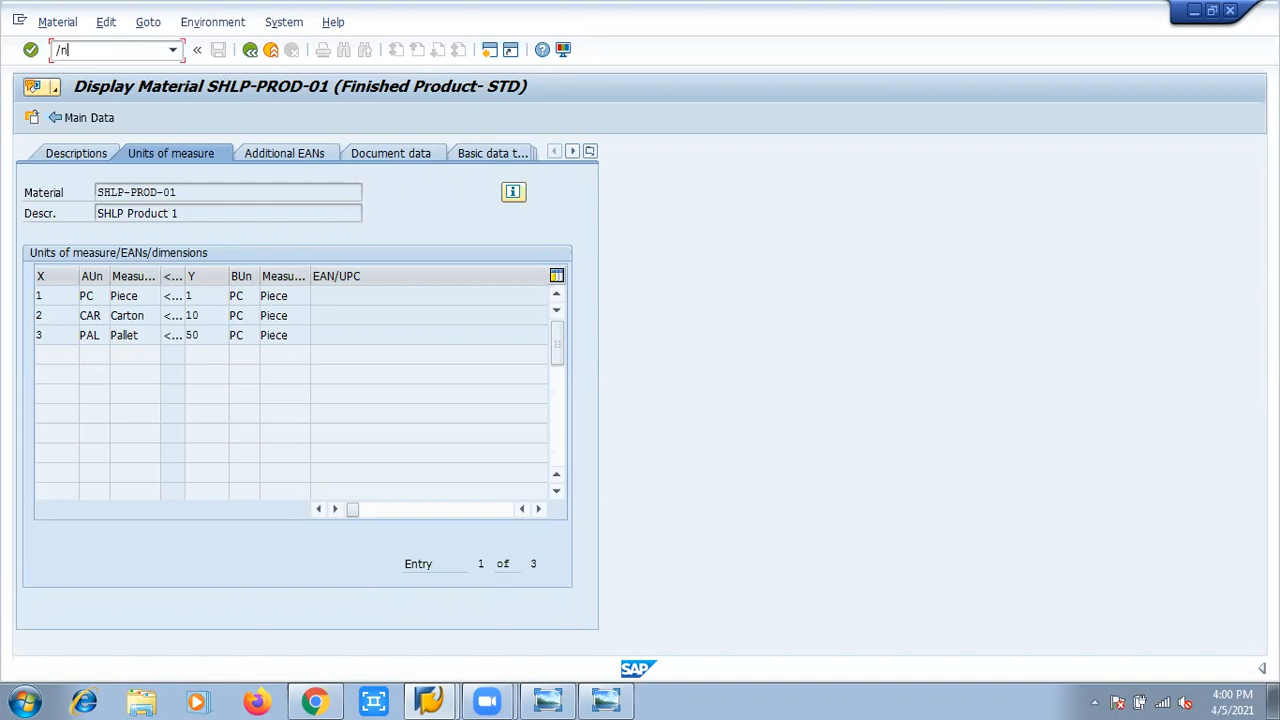 Material Edit Goto Environment System Help
/n
Display Material SHLP-PROD-01 (Finished Product- STD)
Main Data
Descriptions Units of measure Additional EANs Document data Basic data t...
Material SHLP-PROD-01
Descr. SHLP Product 1
Units of measure/EANs/dimensions
X AUn Measu... <... Y BUn Measu... EAN/UPC
1 PC Piece <... 1 PC Piece
2 CAR Carton <... 10 PC Piece
3 PAL Pallet <... 50 PC Piece
Entry 1 of 3
SAP
4:00 PM
4/5/2021